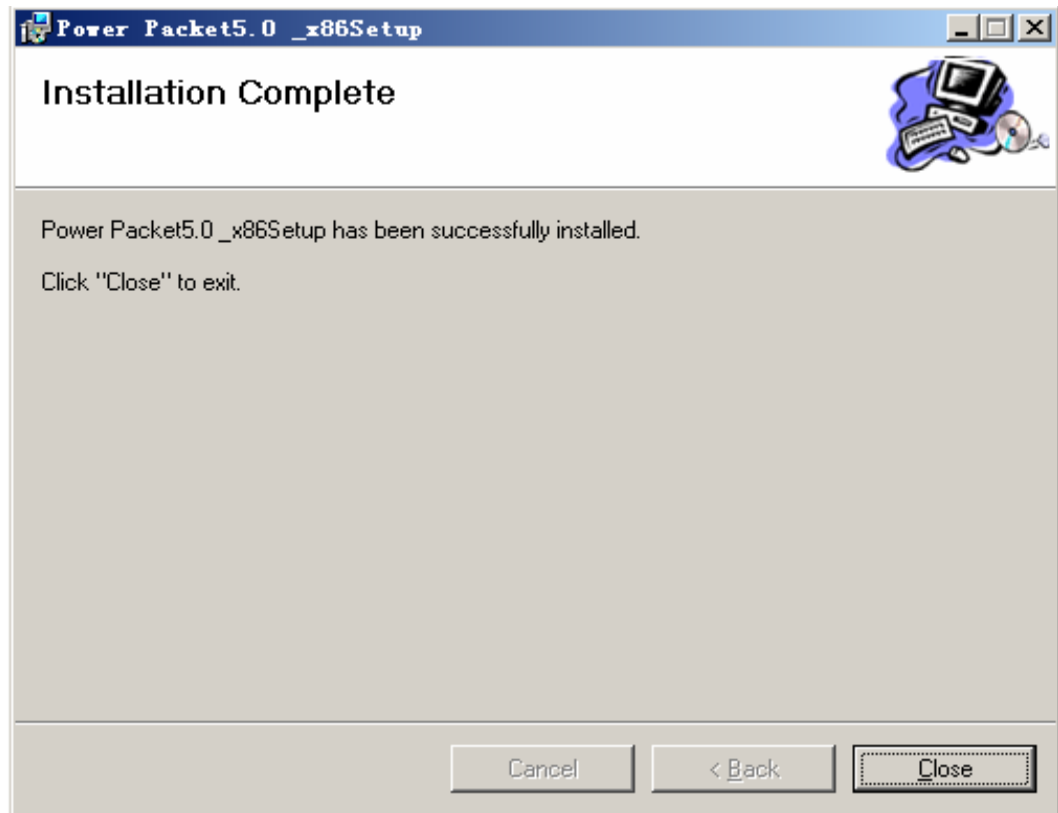 Power Packet5.0 _x86Setup
Installation Complete
Power Packet5.0 _x86Setup has been successfully installed.
Click "Close" to exit.
Cancel
< Back
Close